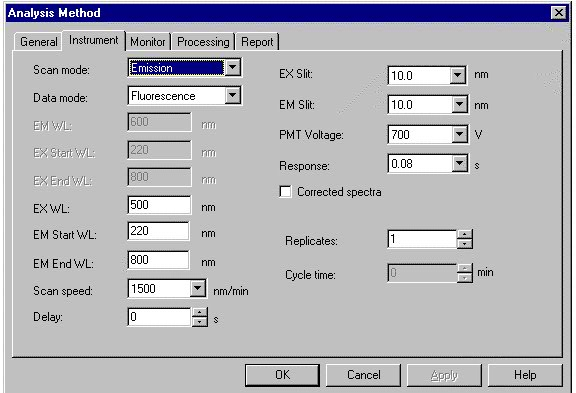 Analysis Method
General Instrument Monitor Processing Report
Scan mode: Emission
Data mode: Fluorescence
EM WL: 600 nm
EX Start WL: 220 nm
EX End WL: 800 nm
EX WL: 500 nm
EM Start WL: 220 nm
EM End WL: 800 nm
Scan speed: 1500 nm/min
Delay: 0 s
EX Slit: 10.0 nm
EM Slit: 10.0 nm
PMT Voltage: 700 V
Response: 0.08 s
Corrected spectra
Replicates: 1
Cycle time: 0 min
OK Cancel Apply Help